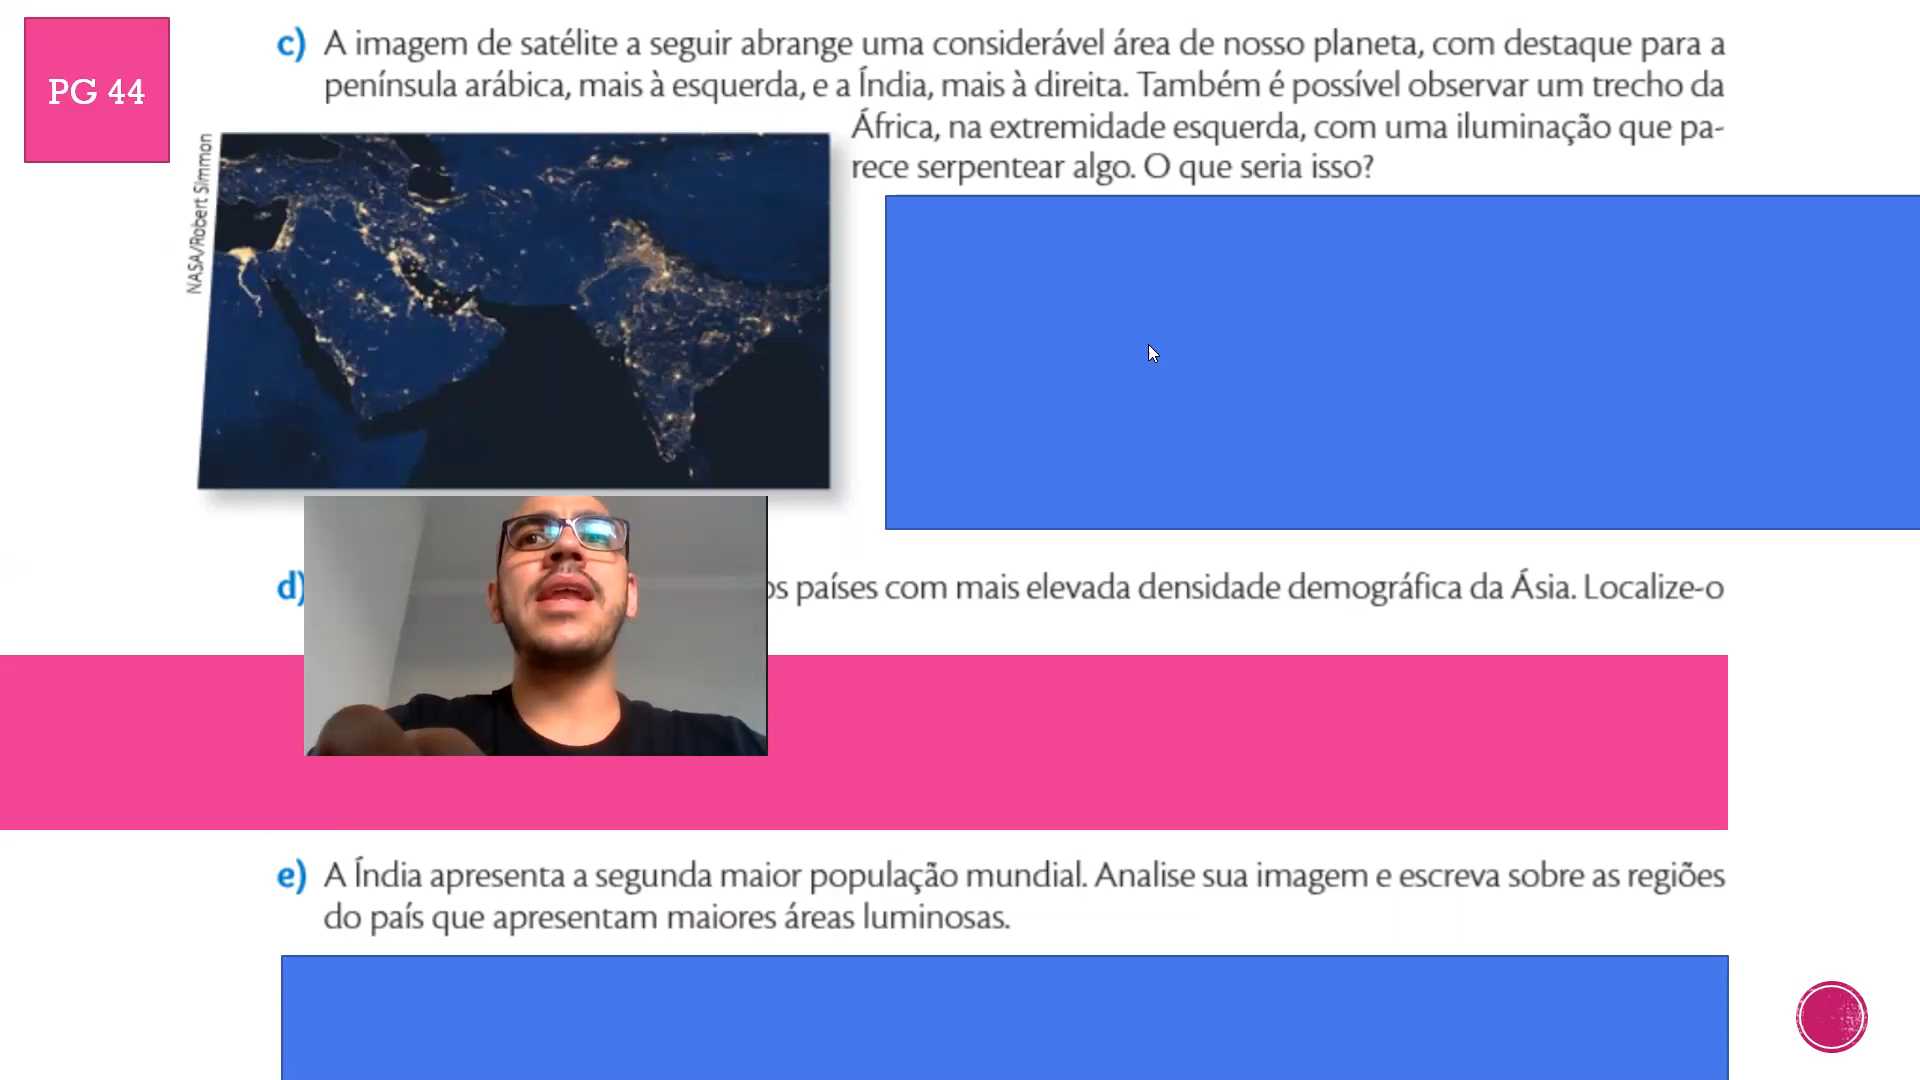 PG 44
c) A imagem de satélite a seguir abrange uma considerável área de nosso planeta, com destaque para a
península arábica, mais à esquerda, e a Índia, mais à direita. Também é possível observar um trecho da
África, na extremidade esquerda, com uma iluminação que pa-
rece serpentear algo. O que seria isso?
NASA/Robert Simmon
d) os países com mais elevada densidade demográfica da Ásia. Localize-o
e) A Índia apresenta a segunda maior população mundial. Analise sua imagem e escreva sobre as regiões
do país que apresentam maiores áreas luminosas.